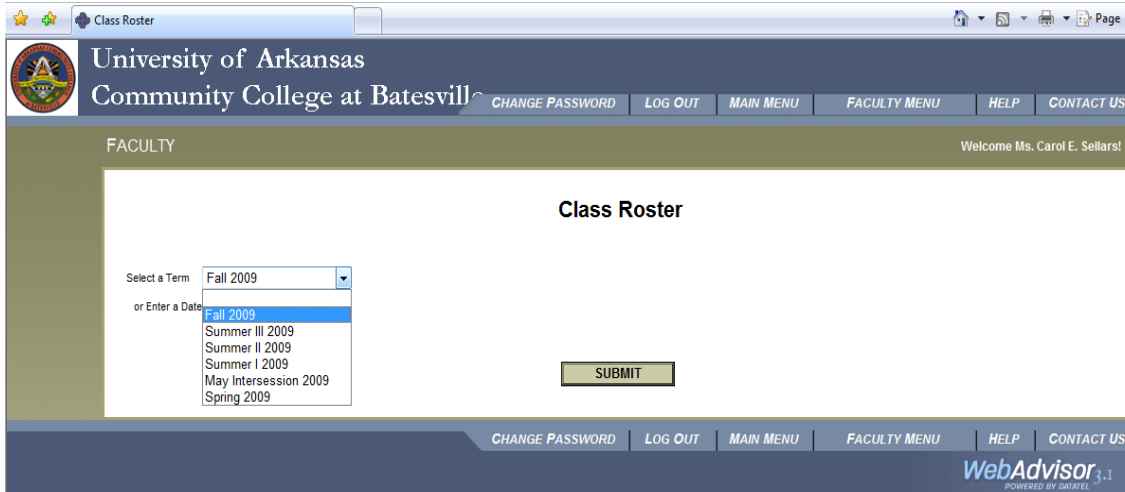 Class Roster
Page
University of Arkansas
Community College at Batesville
CHANGE PASSWORD LOG OUT MAIN MENU FACULTY MENU HELP CONTACT US
FACULTY
Welcome Ms. Carol E. Sellars!
Class Roster
Select a Term Fall 2009
or Enter a Date
Fall 2009
Summer III 2009
Summer II 2009
Summer I 2009
May Intersession 2009
Spring 2009
SUBMIT
CHANGE PASSWORD LOG OUT MAIN MENU FACULTY MENU HELP CONTACT US
WebAdvisor 3.1
POWERED BY DATATEL